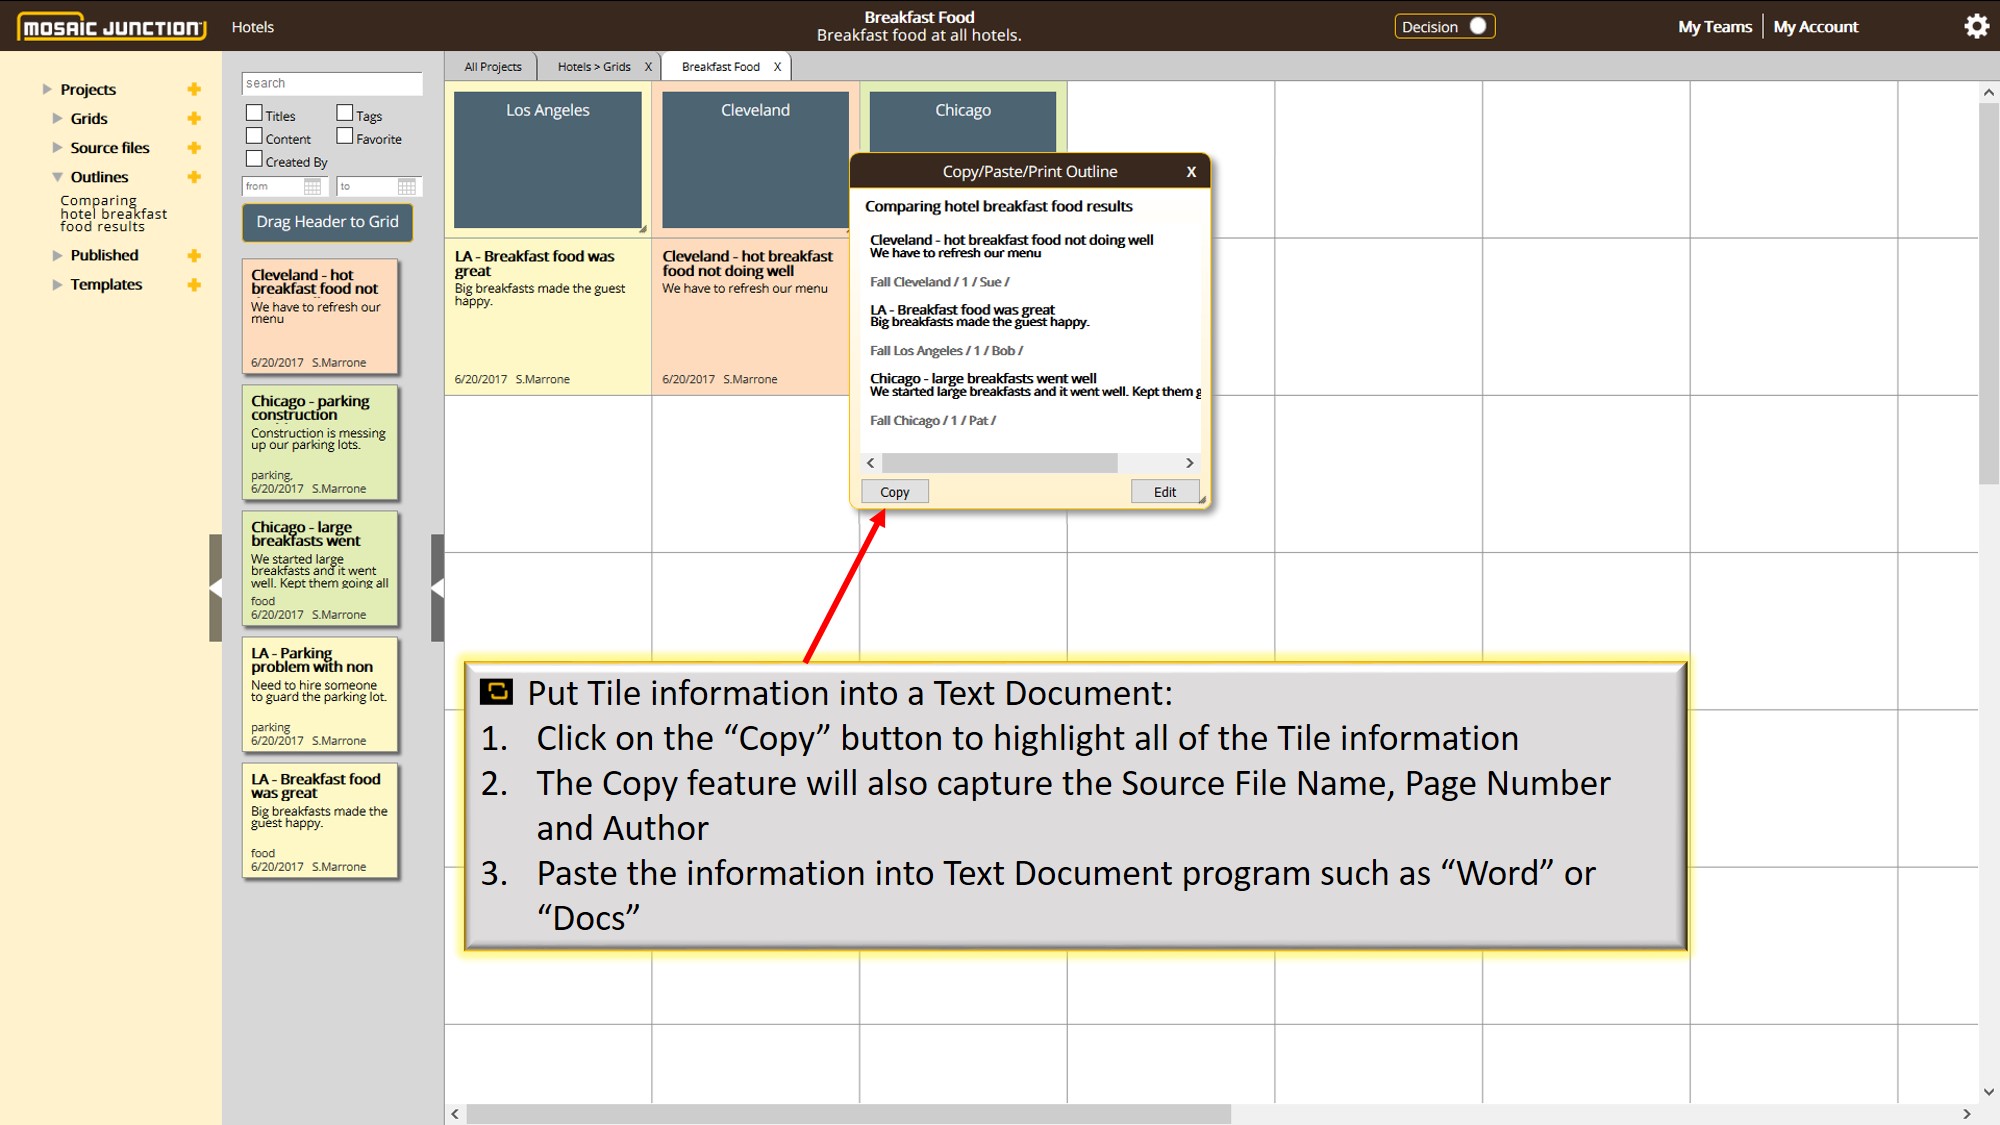 MOSAIC JUNCTION
Hotels
Breakfast Food
Breakfast food at all hotels.
Decision
My Teams
My Account
Projects
Grids
Source files
Outlines
Comparing
hotel breakfast
food results
Published
Templates
search
Titles
Tags
Content
Favorite
Created By
from
to
Drag Header to Grid
Cleveland - hot
breakfast food not
We have to refresh our
menu
6/20/2017 S.Marrone
Chicago - parking
construction
Construction is messing
up our parking lots.
parking,
6/20/2017 S.Marrone
Chicago - large
breakfasts went
We started large
breakfasts and it went
well. Kept them going all
food
6/20/2017 S.Marrone
LA - Parking
problem with non
Need to hire someone
to guard the parking lot.
parking
6/20/2017 S.Marrone
LA - Breakfast food
was great
Big breakfasts made the
guest happy.
food
6/20/2017 S.Marrone
All Projects
Hotels > Grids X
Breakfast Food X
Los Angeles
Cleveland
Chicago
LA - Breakfast food was
great
Big breakfasts made the guest
happy.
6/20/2017 S.Marrone
Cleveland - hot breakfast
food not doing well
We have to refresh our menu
6/20/2017 S.Marrone
Copy/Paste/Print Outline X
Comparing hotel breakfast food results
Cleveland - hot breakfast food not doing well
We have to refresh our menu
Fall Cleveland / 1 / Sue /
LA - Breakfast food was great
Big breakfasts made the guest happy.
Fall Los Angeles / 1 / Bob /
Chicago - large breakfasts went well
We started large breakfasts and it went well. Kept them g
Fall Chicago / 1 / Pat /
Copy
Edit
Put Tile information into a Text Document:
1. Click on the “Copy” button to highlight all of the Tile information
2. The Copy feature will also capture the Source File Name, Page Number
and Author
3. Paste the information into Text Document program such as “Word” or
“Docs”